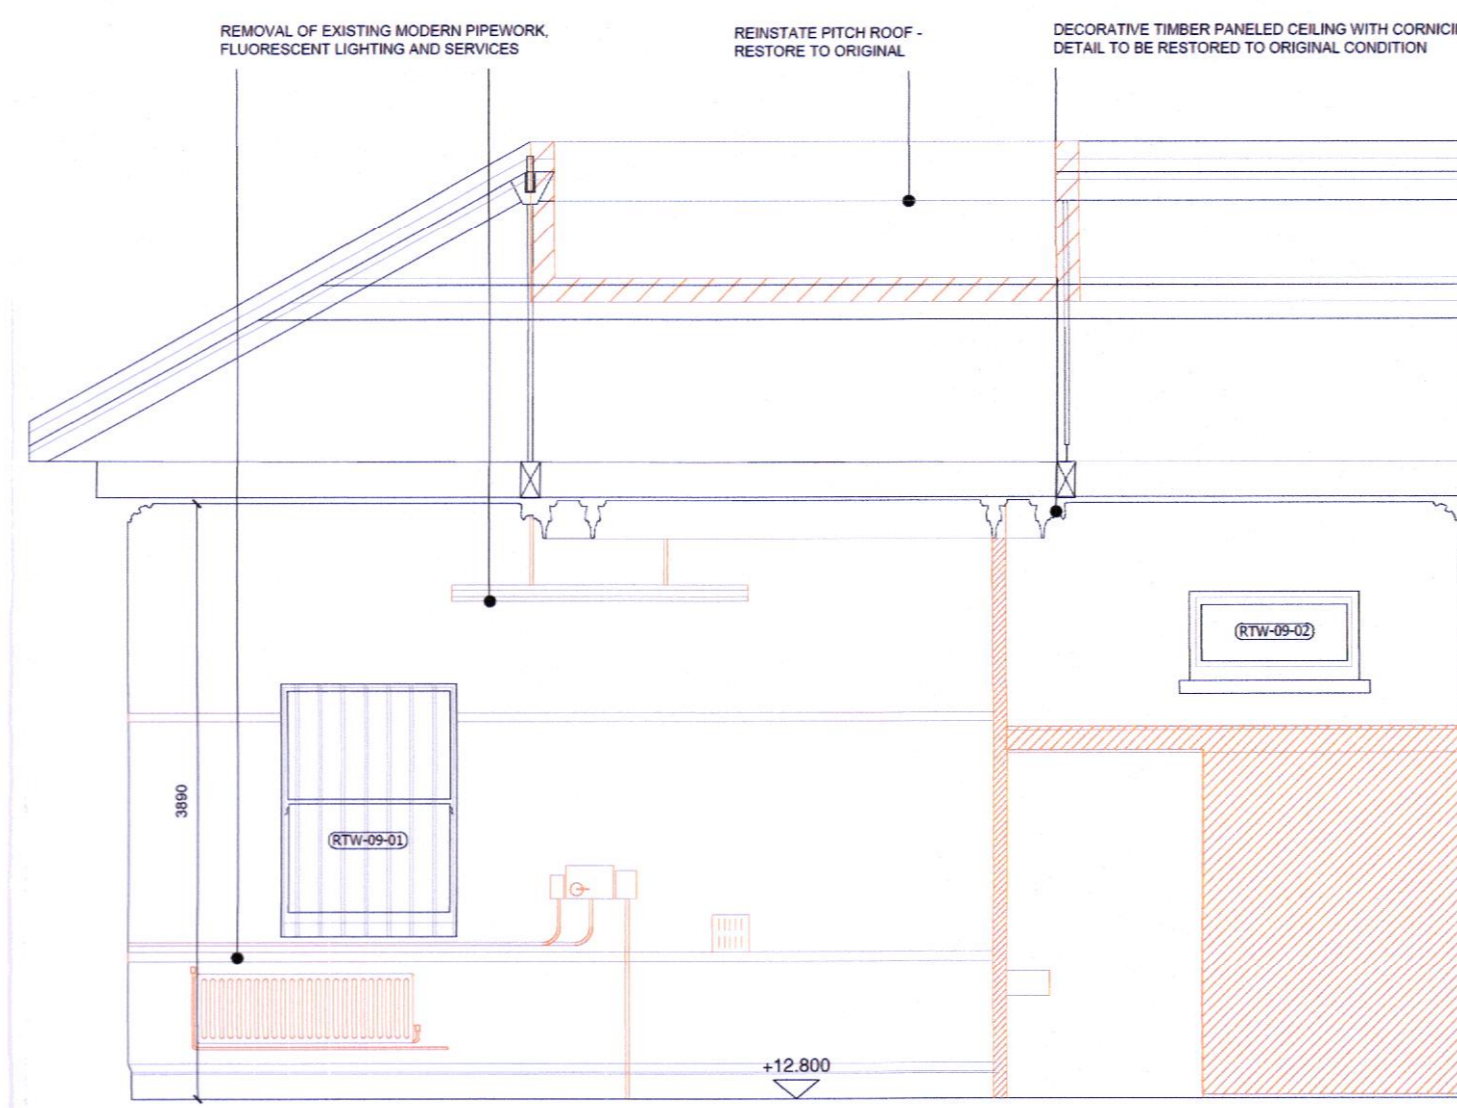 REMOVAL OF EXISTING MODERN PIPEWORK,
FLUORESCENT LIGHTING AND SERVICES
REINSTATE PITCH ROOF -
RESTORE TO ORIGINAL
DECORATIVE TIMBER PANELED CEILING WITH
DETAIL TO BE RESTORED TO ORIGINAL CONDITION
RTW-09-02
3890
RTW-09-01
+12.800